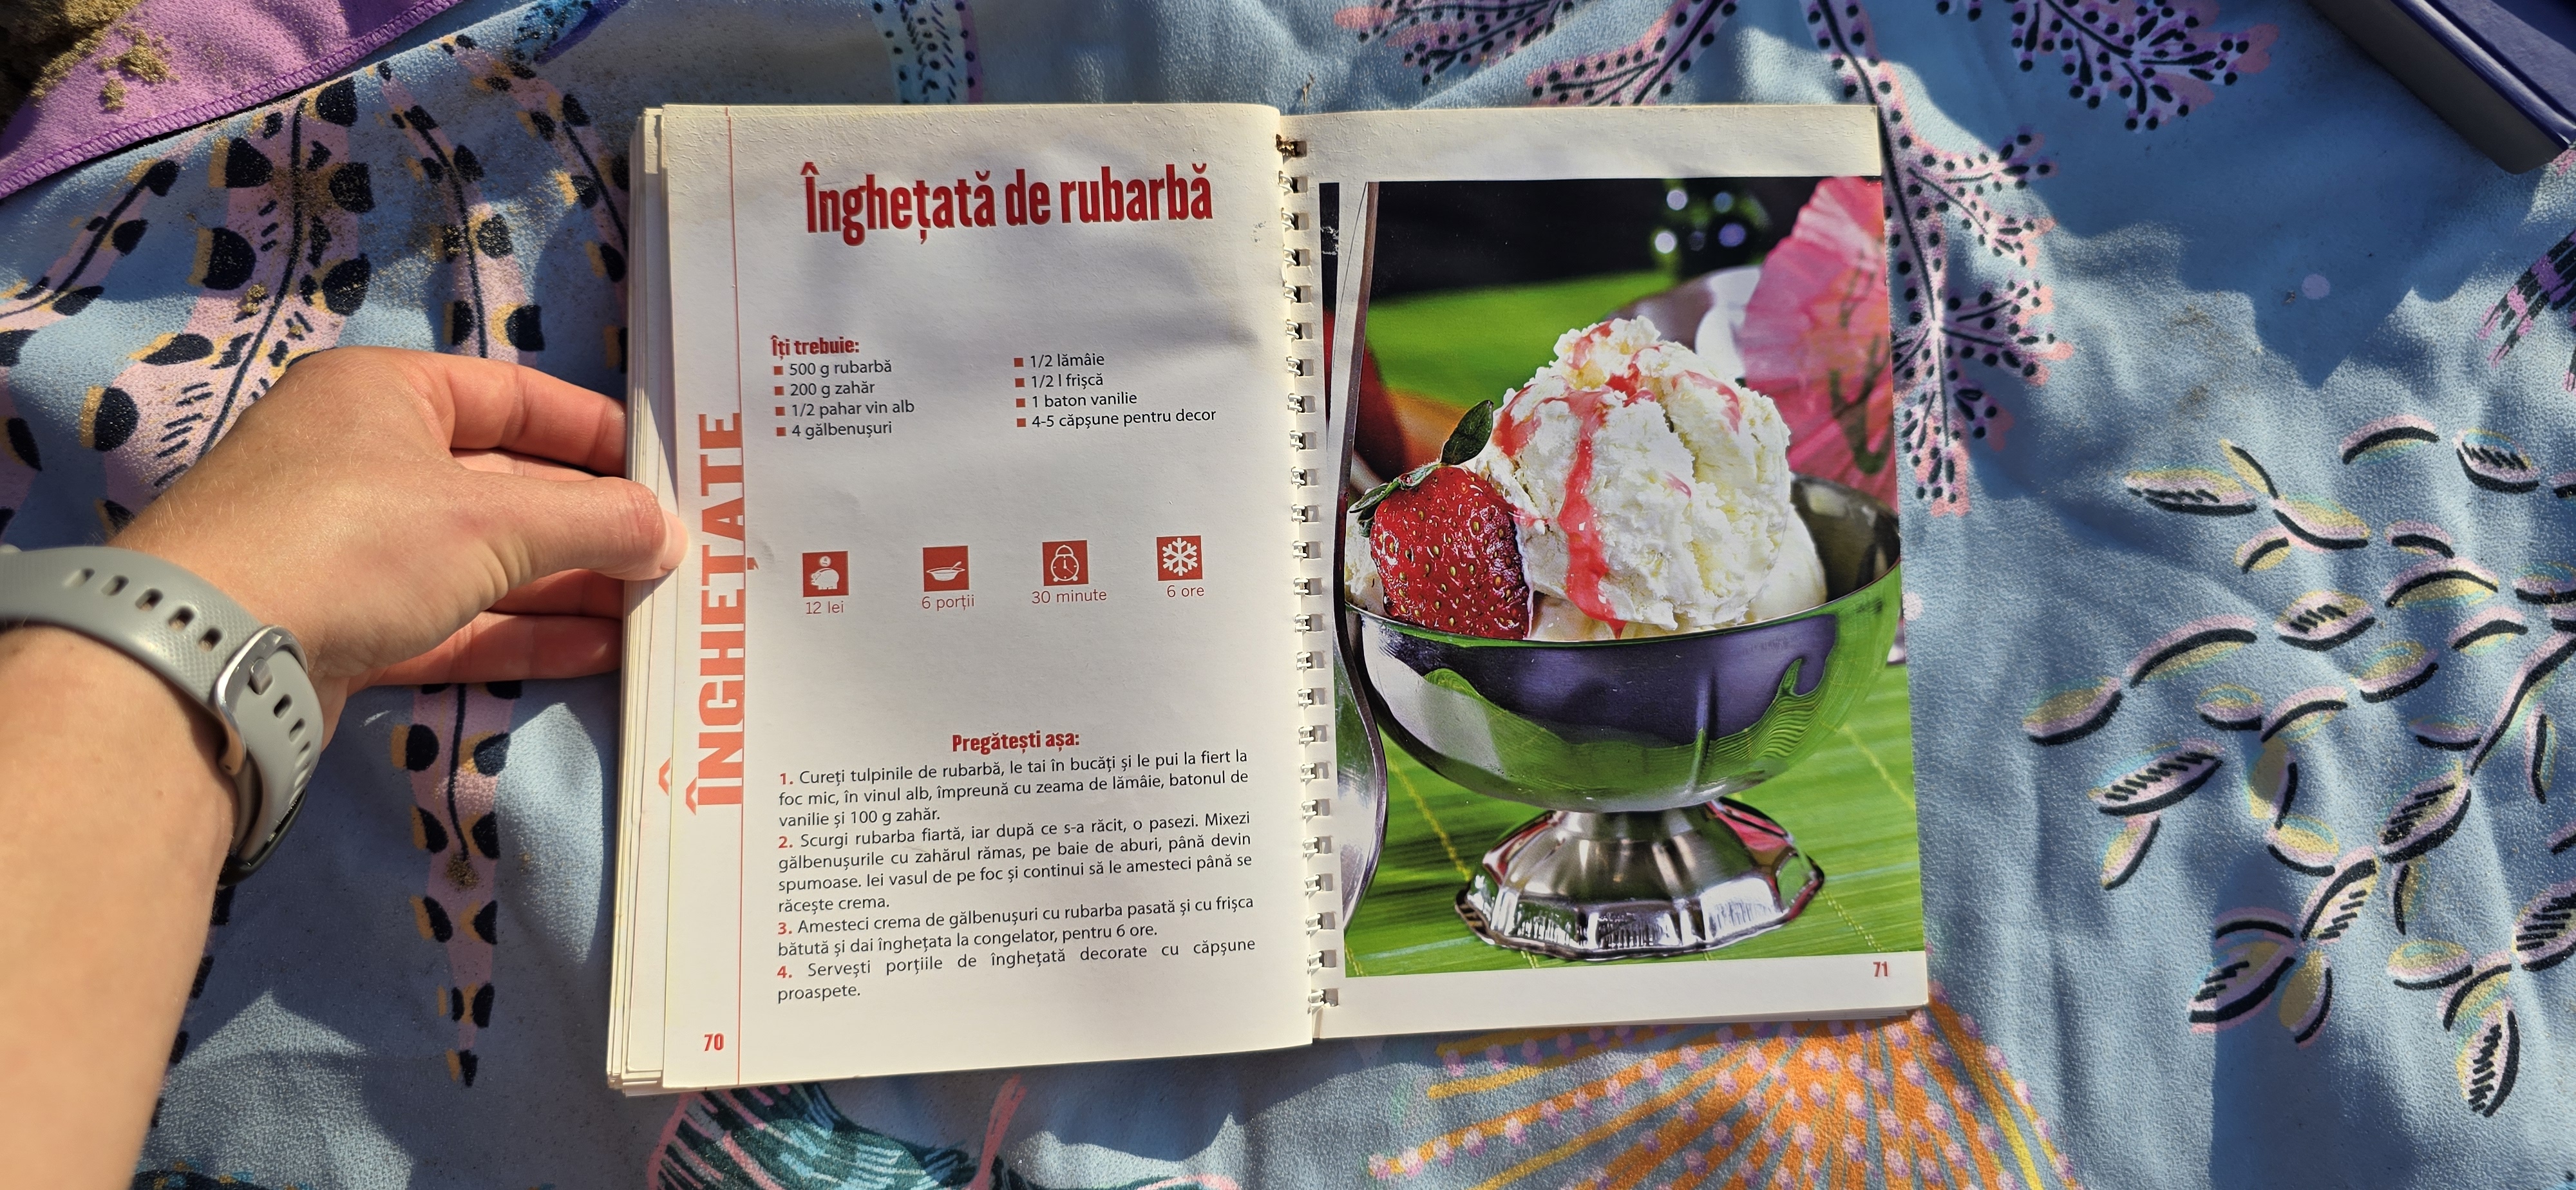 Înghețată de rubarbă
Îți trebuie:
■ 500 g rubarbă
■ 200 g zahăr
■ 1/2 pahar vin alb
■ 4 gălbenușuri
■ 1/2 lămâie
■ 1/2 l frișcă
■ 1 baton vanilie
■ 4-5 căpșune pentru decor
12 lei
6 porții
30 minute
6 ore
Pregătești așa:
1. Cureți tulpinile de rubarbă, le tai în bucăți și le pui la fiert la
foc mic, în vinul alb, împreună cu zeama de lămâie, batonul de
vanilie și 100 g zahăr.
2. Scurgi rubarba fiartă, iar după ce s-a răcit, o pasezi. Mixezi
gălbenușurile cu zahărul rămas, pe baie de aburi, până devin
spumoase. Iei vasul de pe foc și continui să le amesteci până se
răcește crema.
3. Amesteci crema de gălbenușuri cu rubarba pasată și cu frișca
bătută și dai înghețata la congelator, pentru 6 ore.
4. Servești porțiile de înghețată decorate cu căpșune
proaspete.
ÎNGHEȚATE
70
71